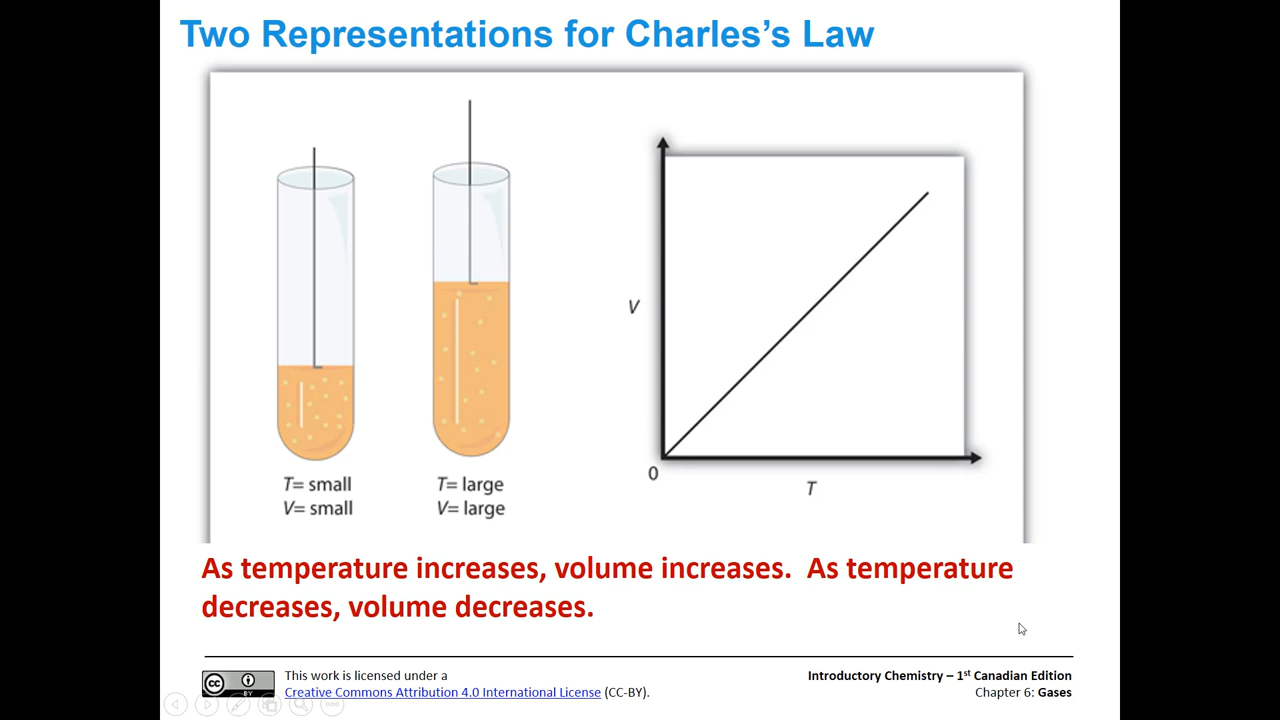 Two Representations for Charles's Law
T= small
V= small
T= large
V= large
V
0
T
As temperature increases, volume increases.  As temperature
decreases, volume decreases.
cc
BY
This work is licensed under a
Creative Commons Attribution 4.0 International License (CC-BY).
Introductory Chemistry – 1st Canadian Edition
Chapter 6: Gases